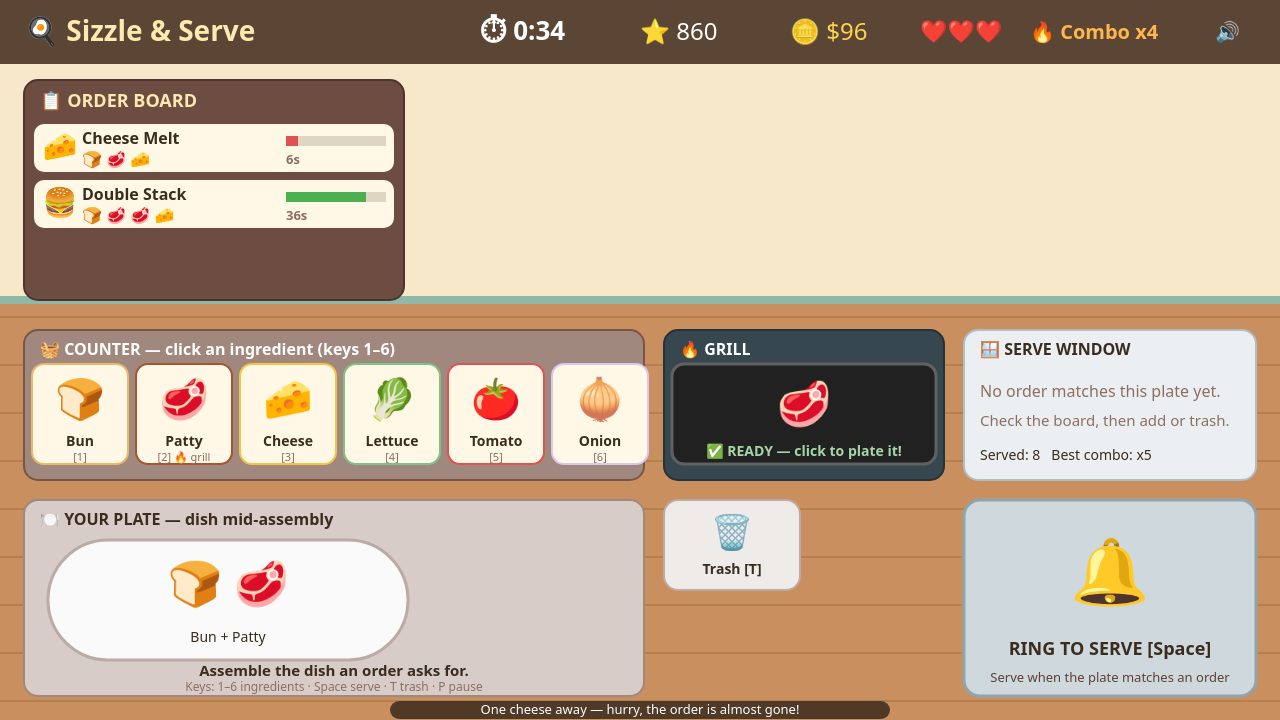 Sizzle & Serve
0:34
860
$96
Combo x4
ORDER BOARD
Cheese Melt
6s
Double Stack
36s
COUNTER — click an ingredient (keys 1–6)
Bun
[1]
Patty
[2] 🔥 grill
Cheese
[3]
Lettuce
[4]
Tomato
[5]
Onion
[6]
GRILL
✅ READY — click to plate it!
SERVE WINDOW
No order matches this plate yet.
Check the board, then add or trash.
Served: 8 Best combo: x5
YOUR PLATE — dish mid-assembly
Bun + Patty
Assemble the dish an order asks for.
Keys: 1–6 ingredients · Space serve · T trash · P pause
Trash [T]
RING TO SERVE [Space]
Serve when the plate matches an order
One cheese away — hurry, the order is almost gone!